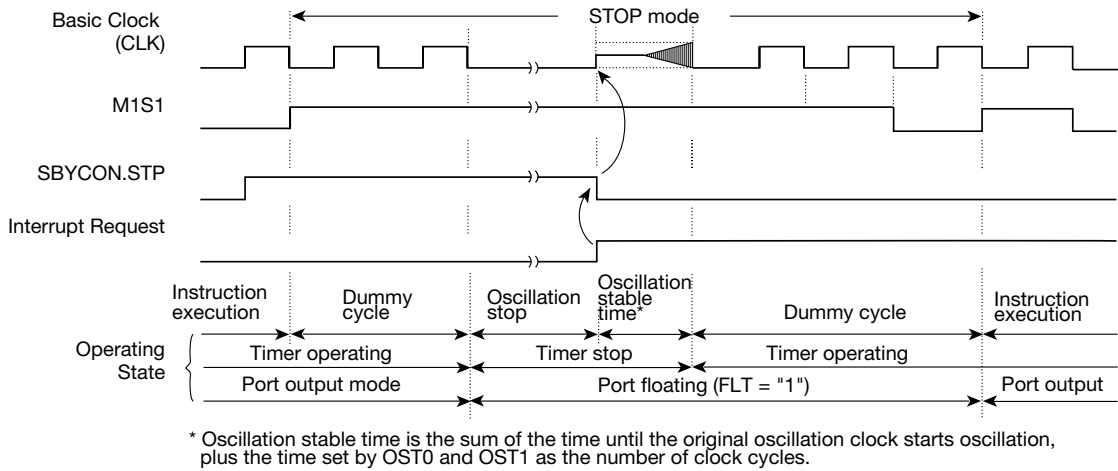 STOP mode
Basic Clock
(CLK)
M1S1
SBYCON.STP
Interrupt Request
Instruction
execution
Dummy
cycle
Oscillation
stop
Oscillation
stable
time*
Dummy cycle
Instruction
execution
Operating
State
Timer operating
Timer stop
Timer operating
Port output mode
Port floating (FLT = "1")
Port output
* Oscillation stable time is the sum of the time until the original oscillation clock starts oscillation,
plus the time set by OST0 and OST1 as the number of clock cycles.